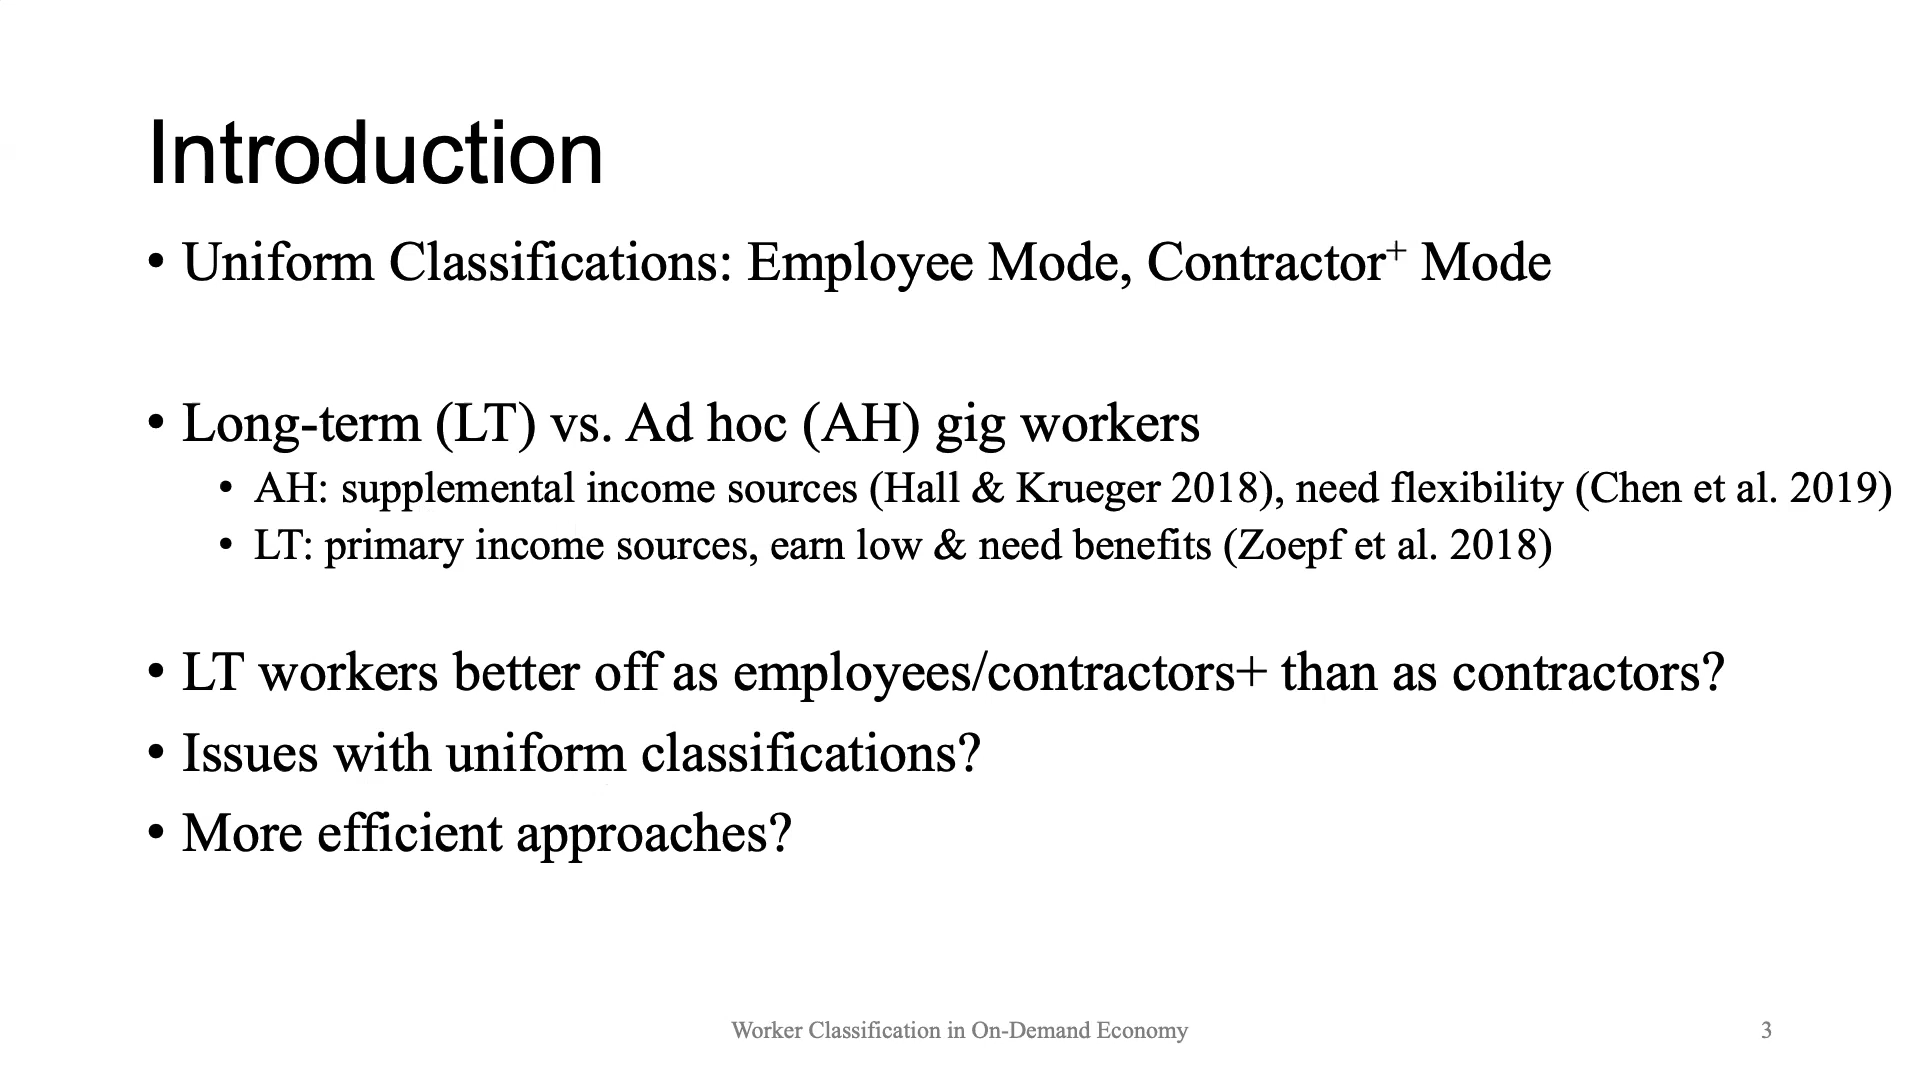 Introduction
• Uniform Classifications: Employee Mode, Contractor⁺ Mode
• Long-term (LT) vs. Ad hoc (AH) gig workers
• AH: supplemental income sources (Hall & Krueger 2018), need flexibility (Chen et al. 2019)
• LT: primary income sources, earn low & need benefits (Zoepf et al. 2018)
• LT workers better off as employees/contractors+ than as contractors?
• Issues with uniform classifications?
• More efficient approaches?
Worker Classification in On-Demand Economy
3